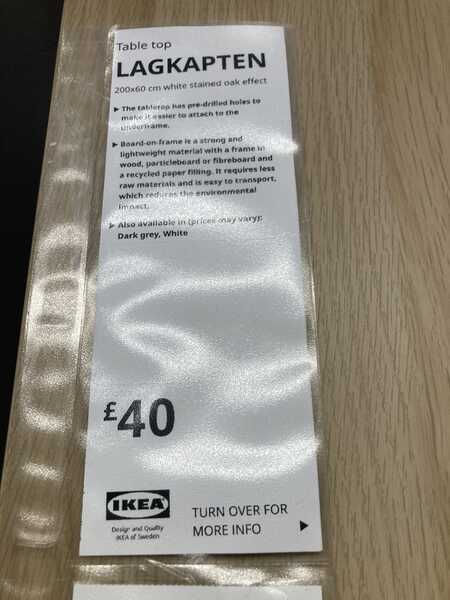 Table top
LAGKAPTEN
200x60 cm white stained oak effect
▶ The tabletop has pre-drilled holes to
make it easier to attach to the
underframe.
▶ Board-on-frame is a strong and
lightweight material with a frame in
wood, particleboard or fibreboard and
a recycled paper filling. It requires less
raw materials and is easy to transport,
which reduces the environmental
impact.
▶ Also available in (prices may vary):
Dark grey, White
£40
IKEA
Design and Quality
IKEA of Sweden
TURN OVER FOR
MORE INFO ▶